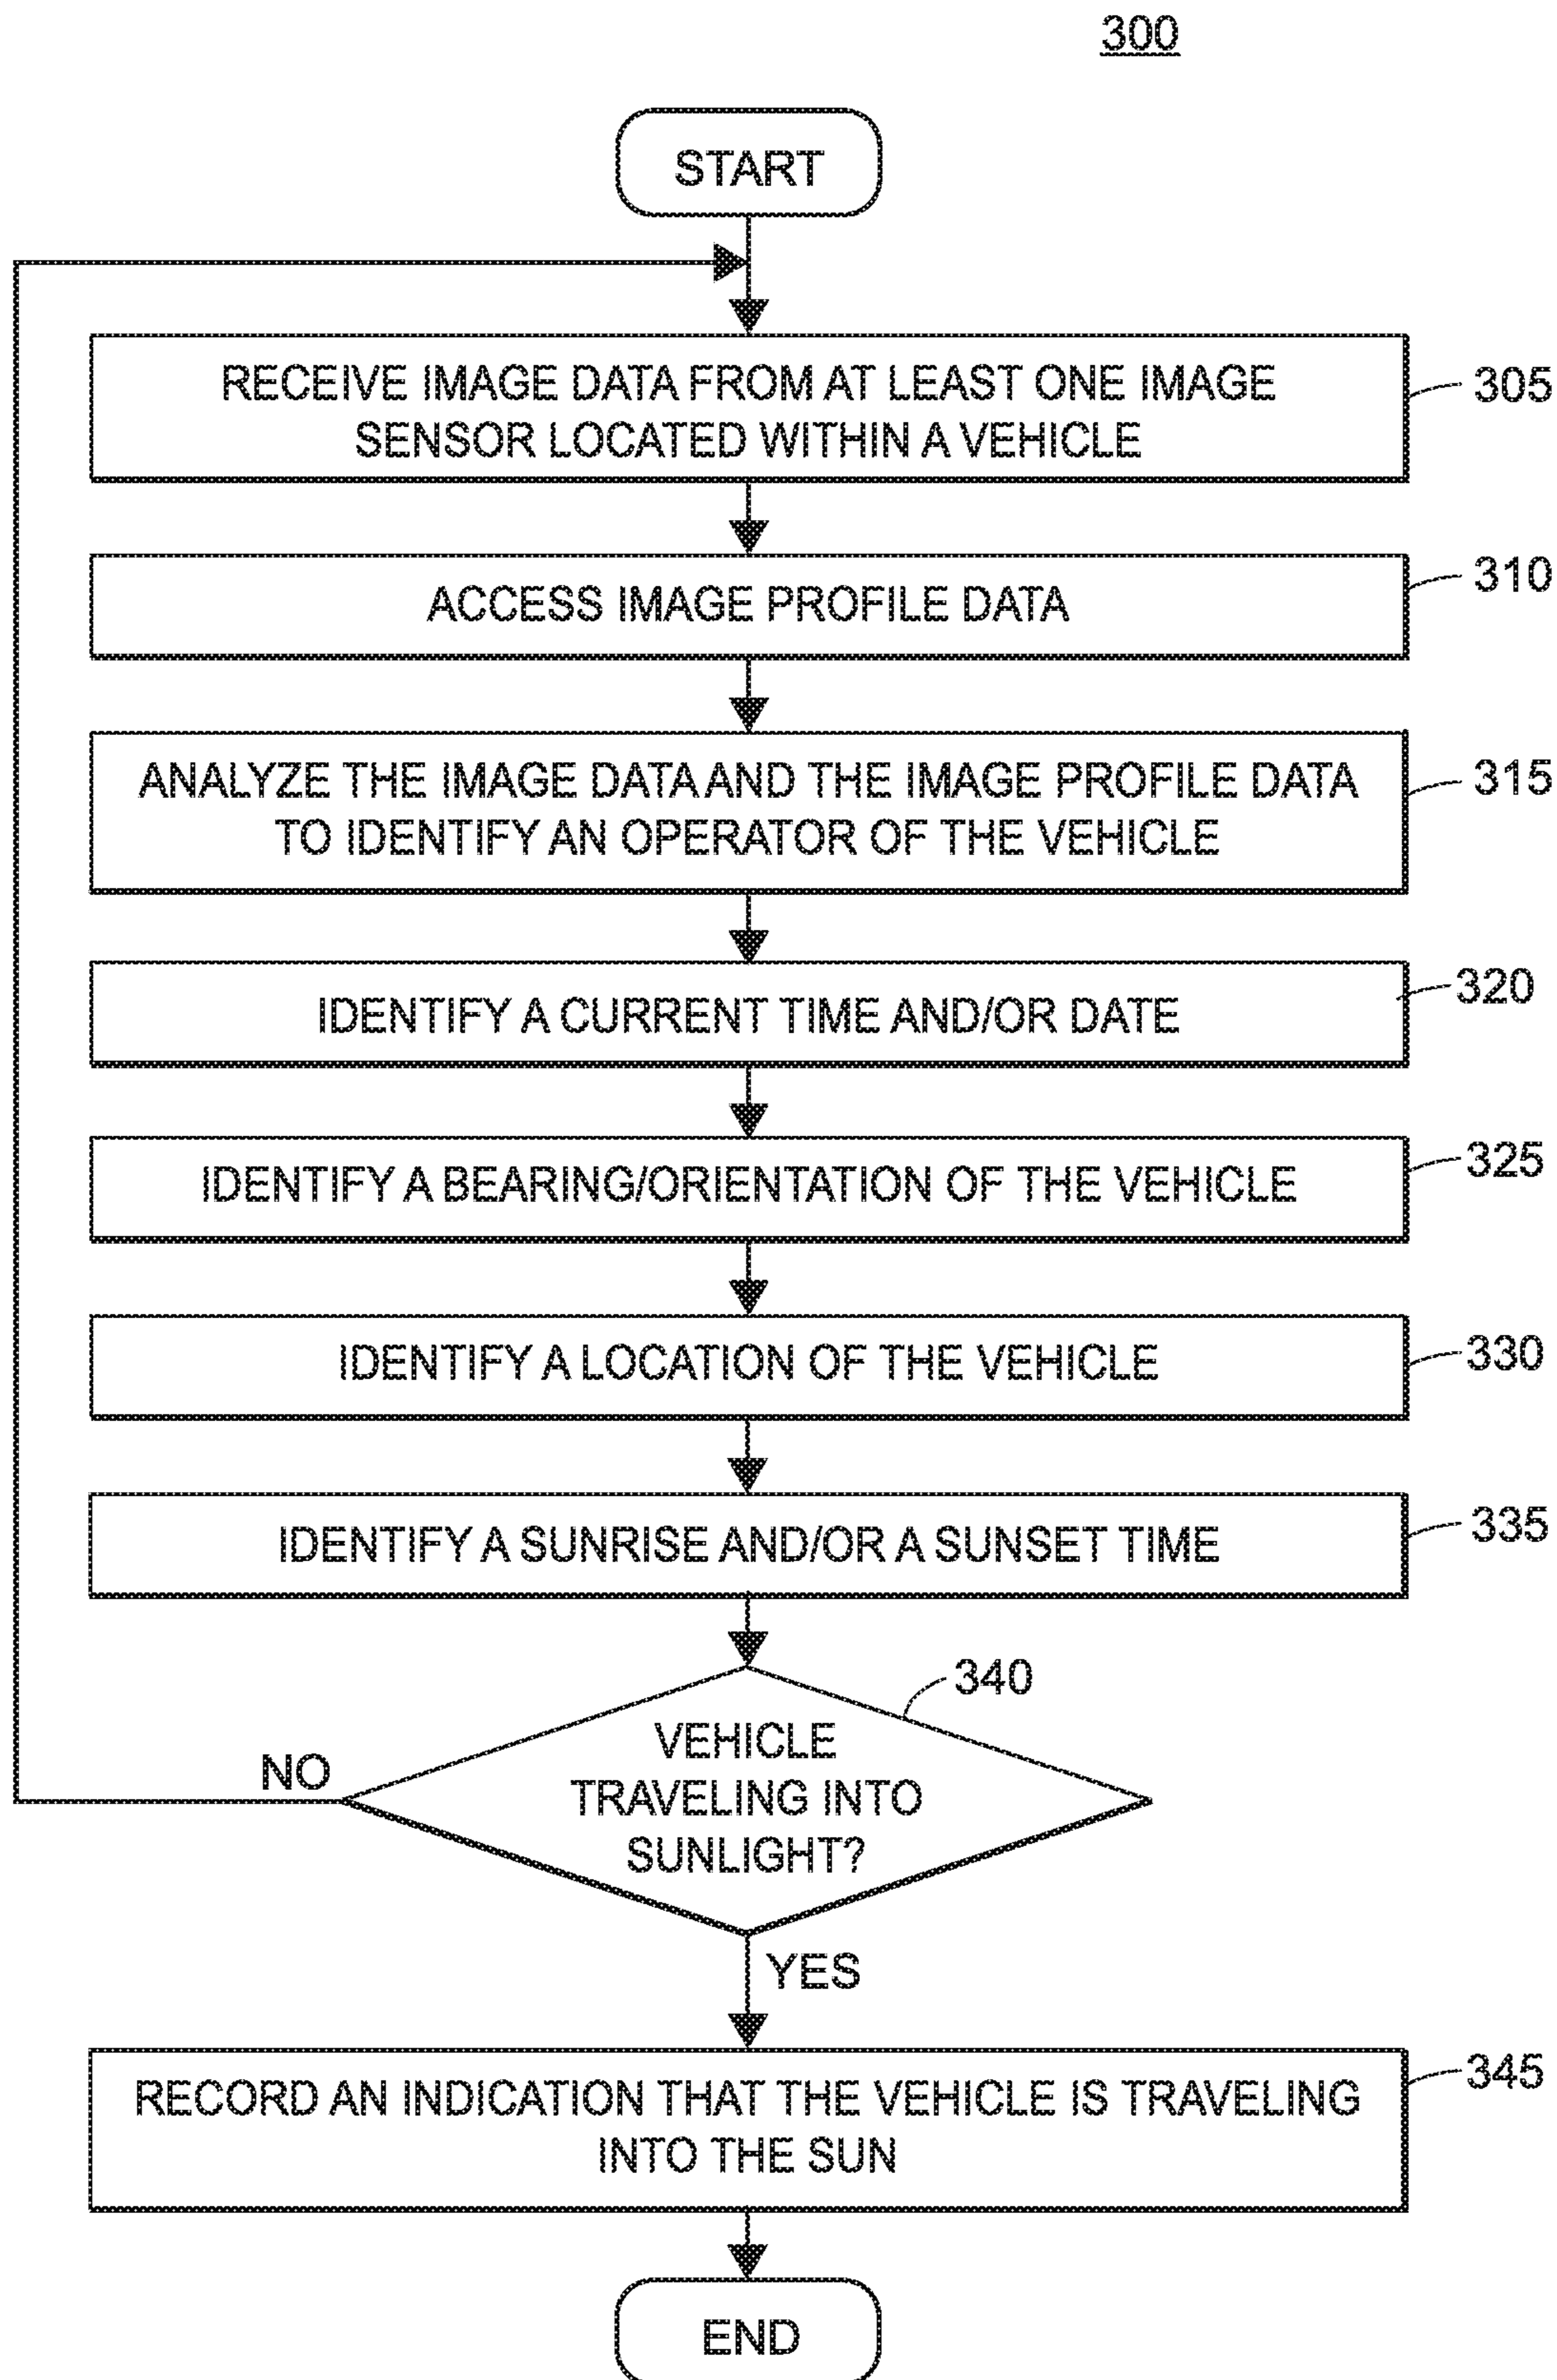 300
START
RECEIVE IMAGE DATA FROM AT LEAST ONE IMAGE
SENSOR LOCATED WITHIN A VEHICLE
305
ACCESS IMAGE PROFILE DATA
310
ANALYZE THE IMAGE DATA AND THE IMAGE PROFILE DATA
TO IDENTIFY AN OPERATOR OF THE VEHICLE
315
IDENTIFY A CURRENT TIME AND/OR DATE
320
IDENTIFY A BEARING/ORIENTATION OF THE VEHICLE
325
IDENTIFY A LOCATION OF THE VEHICLE
330
IDENTIFY A SUNRISE AND/OR A SUNSET TIME
335
340
VEHICLE
TRAVELING INTO
SUNLIGHT?
NO
YES
RECORD AN INDICATION THAT THE VEHICLE IS TRAVELING
INTO THE SUN
345
END